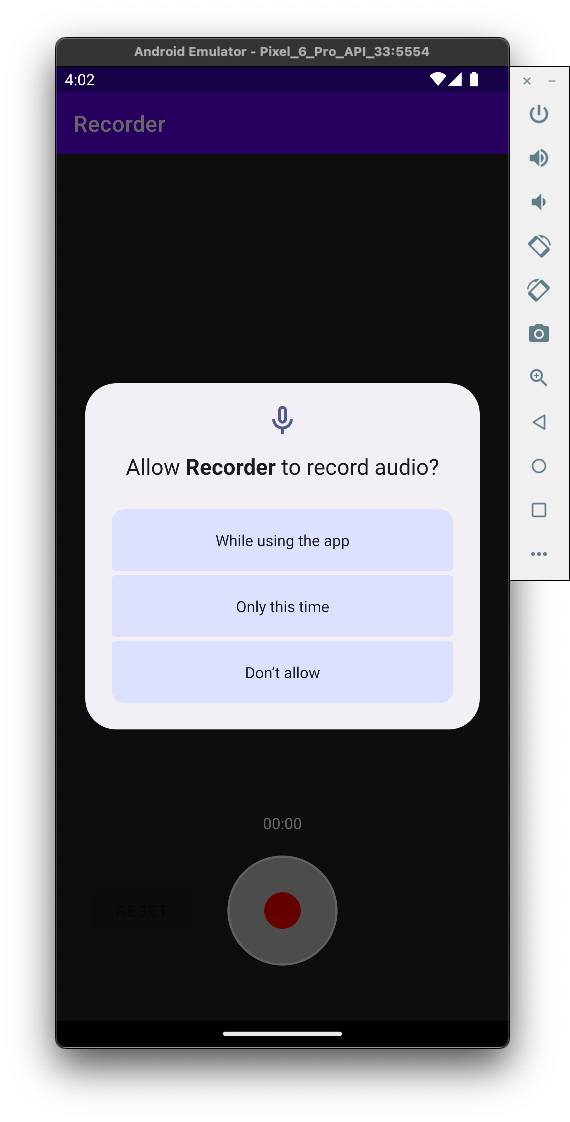 Android Emulator - Pixel_6_Pro_API_33:5554
4:02
Recorder
Allow Recorder to record audio?
While using the app
Only this time
Don't allow
00:00
RESET